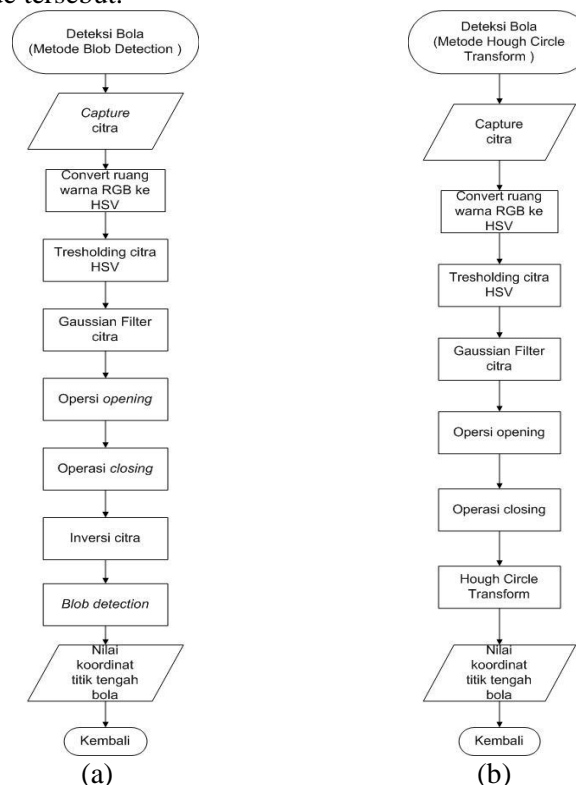 de tersebut.
Deteksi Bola
(Metode Blob Detection )
Capture
citra
Convert ruang
warna RGB ke
HSV
Tresholding citra
HSV
Gaussian Filter
citra
Opersi opening
Operasi closing
Inversi citra
Blob detection
Nilai
koordinat
titik tengah
bola
Kembali
(a)
Deteksi Bola
(Metode Hough Circle
Transform )
Capture
citra
Convert ruang
warna RGB ke
HSV
Tresholding citra
HSV
Gaussian Filter
citra
Opersi opening
Operasi closing
Hough Circle
Transform
Nilai
koordinat
titik tengah
bola
Kembali
(b)